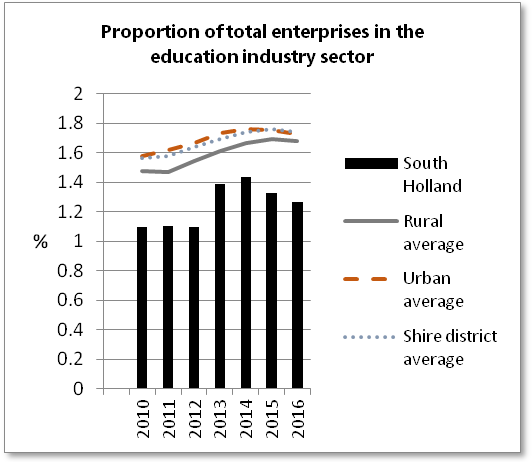 Proportion of total enterprises in the
education industry sector
2
1.8
1.6
1.4
1.2
1
0.8
0.6
0.4
0.2
0
%
2010
2011
2012
2013
2014
2015
2016
South
Holland
Rural
average
Urban
average
Shire district
average